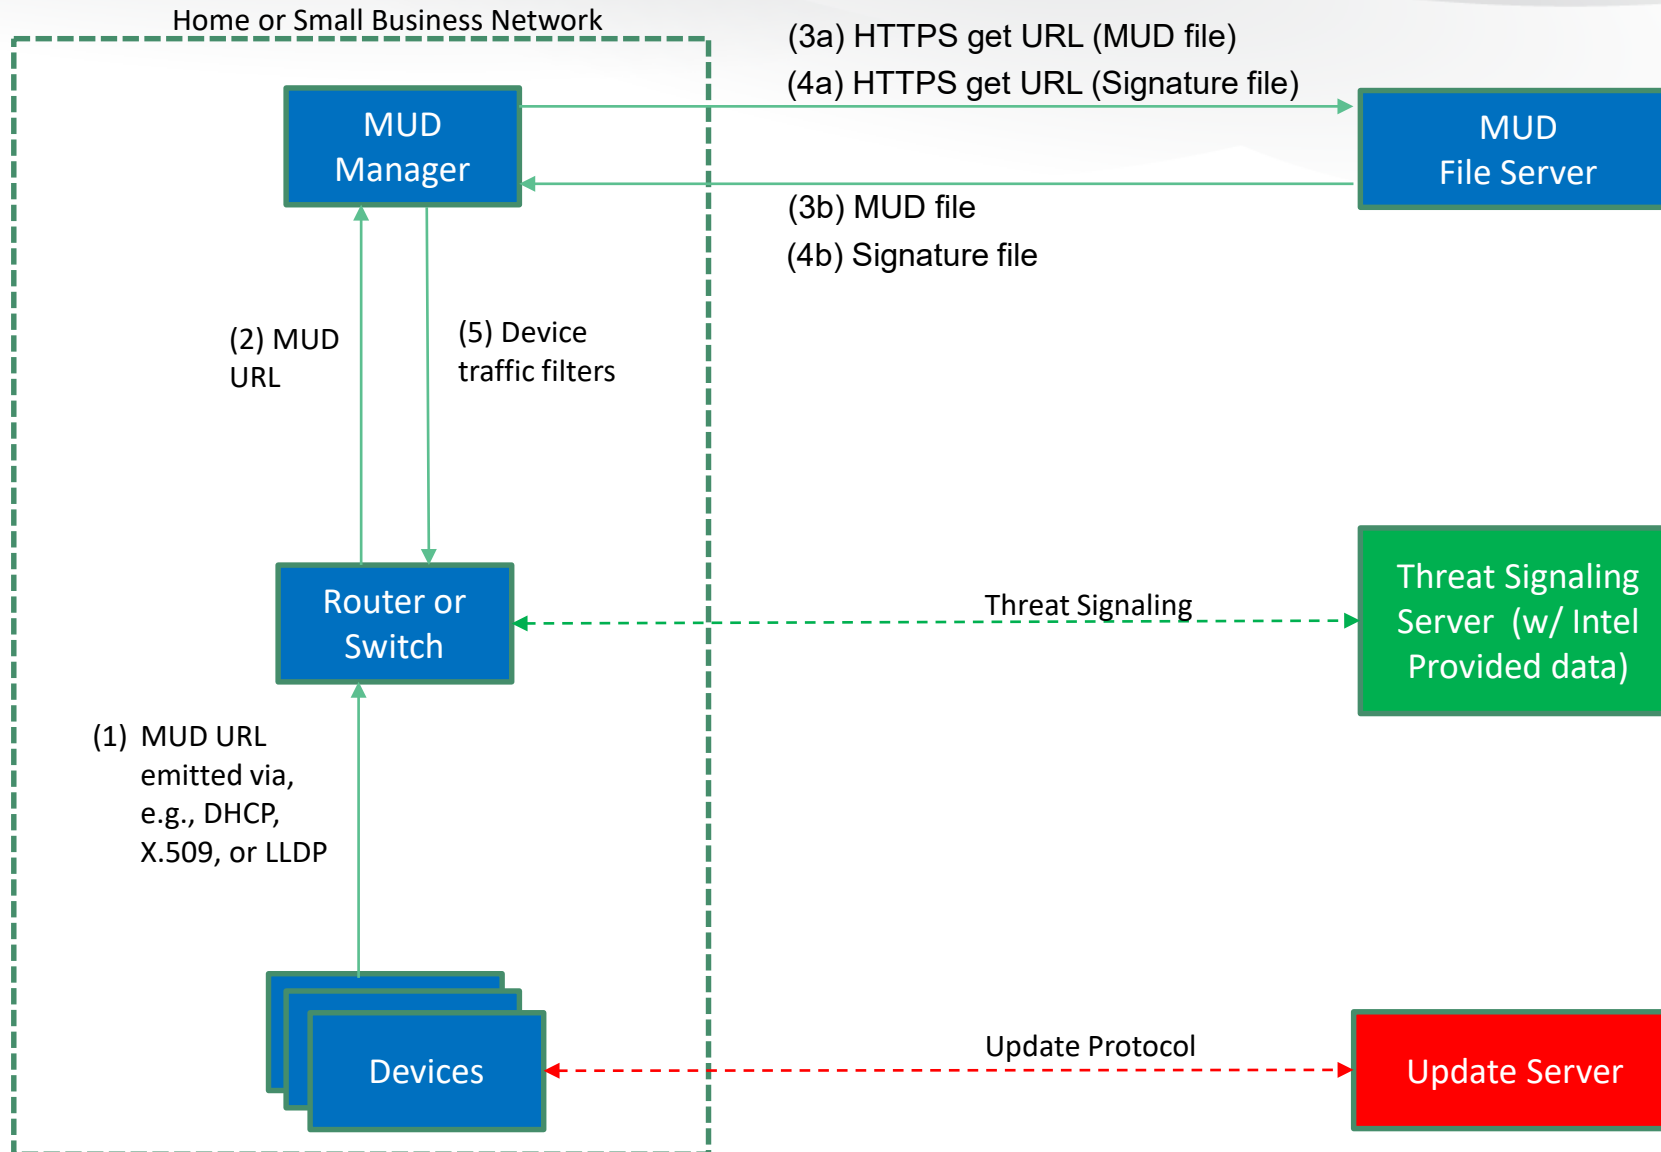 Home or Small Business Network
(3a) HTTPS get URL (MUD file)
(4a) HTTPS get URL (Signature file)
MUD
Manager
MUD
File Server
(3b) MUD file
(4b) Signature file
(2) MUD
URL
(5) Device
traffic filters
Router or
Switch
Threat Signaling
Threat Signaling
Server (w/ Intel
Provided data)
(1) MUD URL
emitted via,
e.g., DHCP,
X.509, or LLDP
Devices
Update Protocol
Update Server